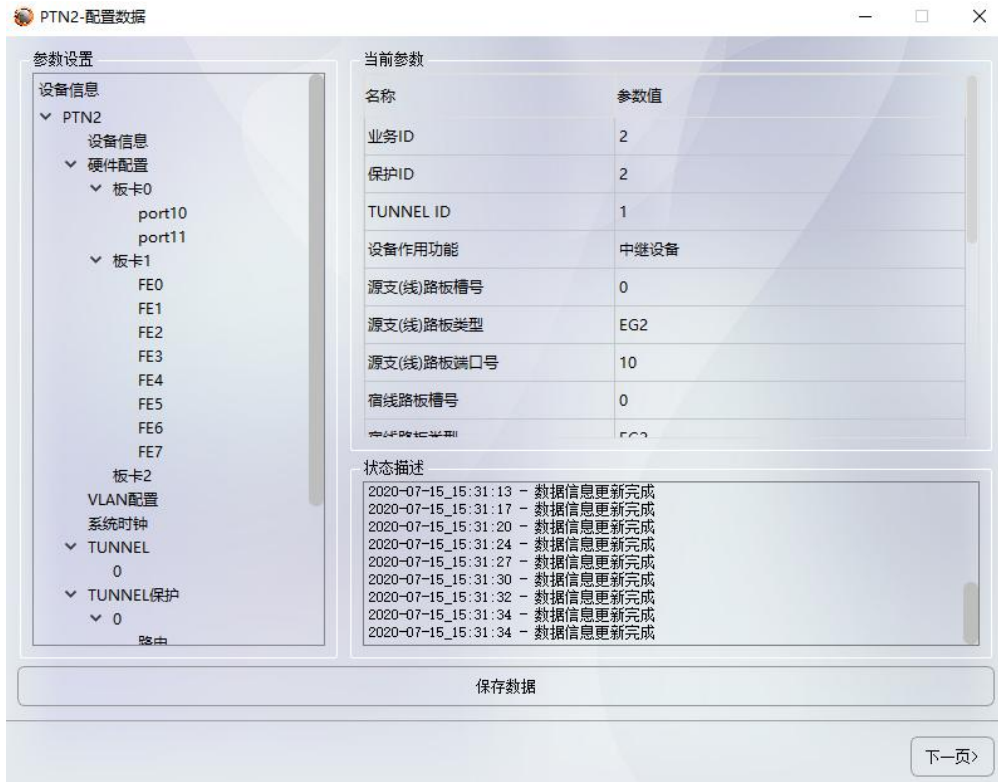 PTN2-配置数据
参数设置
设备信息
PTN2
设备信息
硬件配置
板卡0
port10
port11
板卡1
FE0
FE1
FE2
FE3
FE4
FE5
FE6
FE7
板卡2
VLAN配置
系统时钟
TUNNEL
0
TUNNEL保护
0
路由
当前参数
名称 参数值
业务ID 2
保护ID 2
TUNNEL ID 1
设备作用功能 中继设备
源支(线)路板槽号 0
源支(线)路板类型 EG2
源支(线)路板端口号 10
宿线路板槽号 0
宿线路板类型 EG2
状态描述
2020-07-15_15:31:13 - 数据信息更新完成
2020-07-15_15:31:17 - 数据信息更新完成
2020-07-15_15:31:20 - 数据信息更新完成
2020-07-15_15:31:24 - 数据信息更新完成
2020-07-15_15:31:27 - 数据信息更新完成
2020-07-15_15:31:30 - 数据信息更新完成
2020-07-15_15:31:32 - 数据信息更新完成
2020-07-15_15:31:34 - 数据信息更新完成
2020-07-15_15:31:34 - 数据信息更新完成
保存数据
下一页>